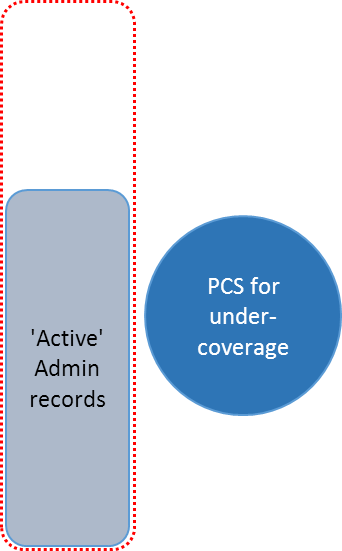 PCS for
under-
coverage
'Active'
Admin
records